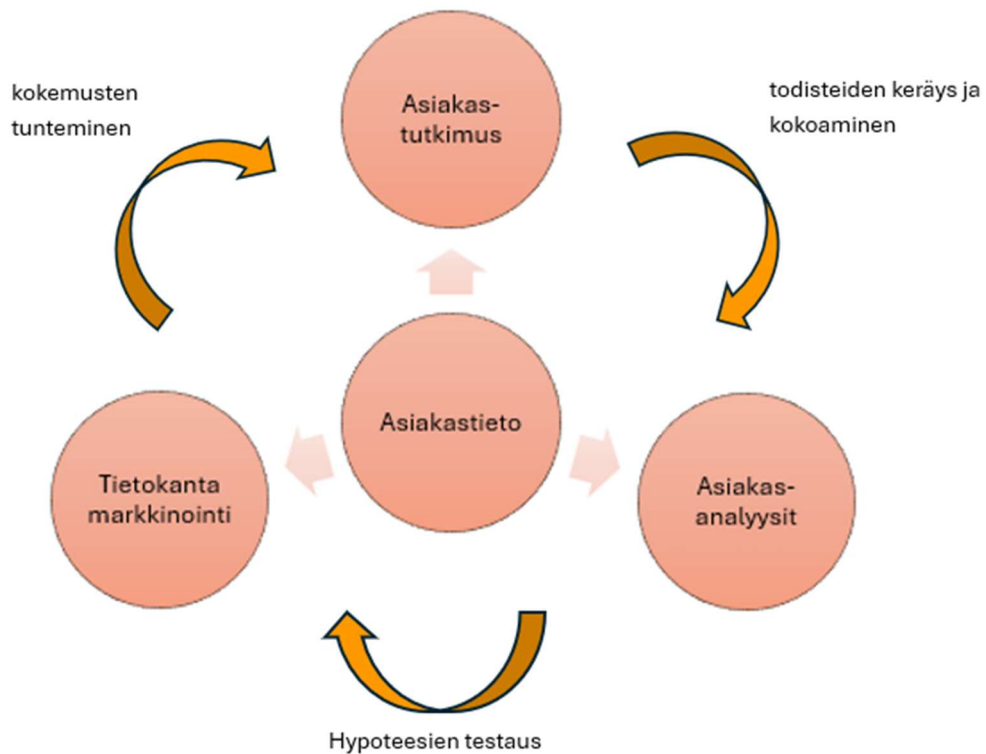 kokemusten
tunteminen
Asiakas-
tutkimus
todisteiden keräys ja
kokoaminen
Asiakastieto
Tietokanta
markkinointi
Asiakas-
analyysit
Hypoteesien testaus